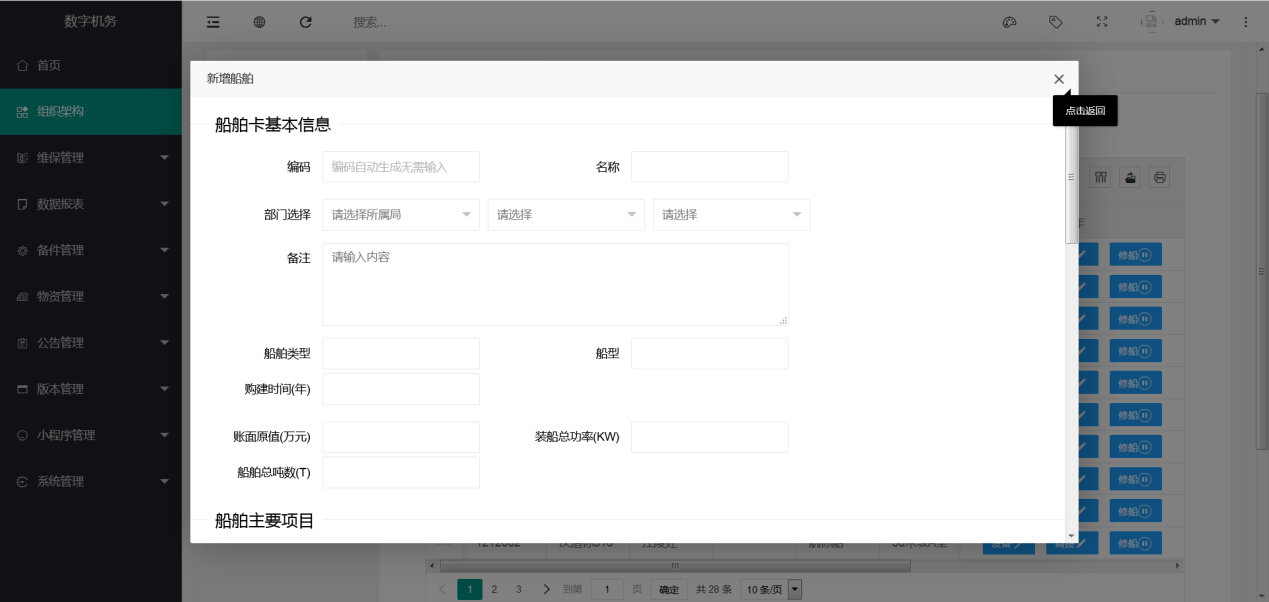 数字机务
搜索...
admin
首页
组织架构
维保管理
数据报表
备件管理
物资管理
公告管理
版本管理
小程序管理
系统管理
新增船舶
点击返回
船舶卡基本信息
编码 编码自动生成无需输入 名称
部门选择 请选择所属局 请选择 请选择
备注 请输入内容
船舶类型 船型
购建时间(年)
账面原值(万元) 装船总功率(KW)
船舶总吨数(T)
船舶主要项目
修船
修船
修船
修船
修船
修船
修船
修船
修船
修船
1 2 3 到第 1 页 确定 共 28 条 10 条/页